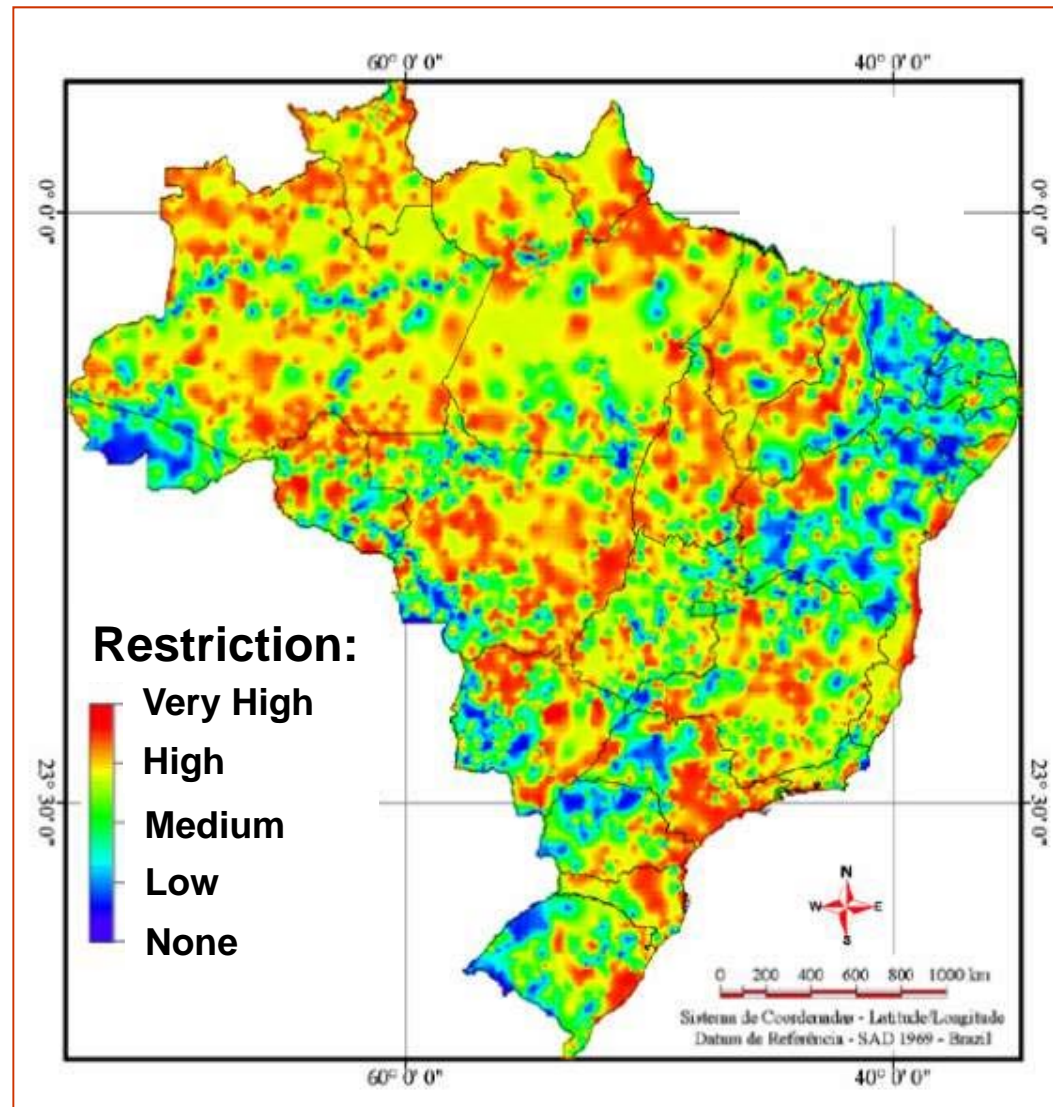 60° 0' 0"
40° 0' 0"
0° 0' 0"
0° 0' 0"
Restriction:
Very High
High
Medium
Low
None
23° 30' 0"
23° 30' 0"
N
W
E
S
0 200 400 600 800 1000 km
Sistema de Coordenadas - Latitude/Longitude
Datum de Referência - SAD 1969 - Brazil
60° 0' 0"
40° 0' 0"